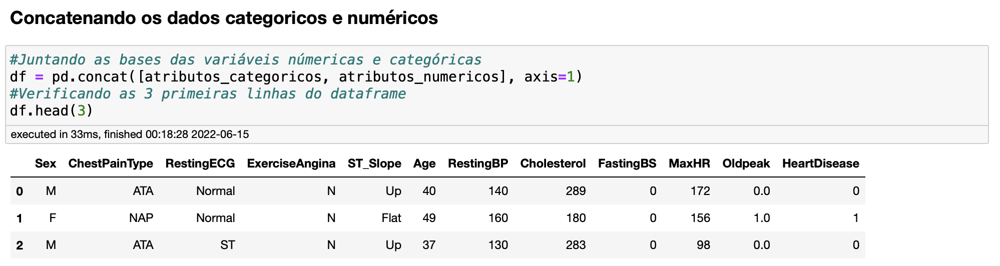 Concatenando os dados categoricos e numéricos
#Juntando as bases das variáveis númericas e categóricas
df = pd.concat([atributos_categoricos, atributos_numericos], axis=1)
#Verificando as 3 primeiras linhas do dataframe
df.head(3)
executed in 33ms, finished 00:18:28 2022-06-15
Sex ChestPainType RestingECG ExerciseAngina ST_Slope Age RestingBP Cholesterol FastingBS MaxHR Oldpeak HeartDisease
0 M ATA Normal N Up 40 140 289 0 172 0.0 0
1 F NAP Normal N Flat 49 160 180 0 156 1.0 1
2 M ATA ST N Up 37 130 283 0 98 0.0 0